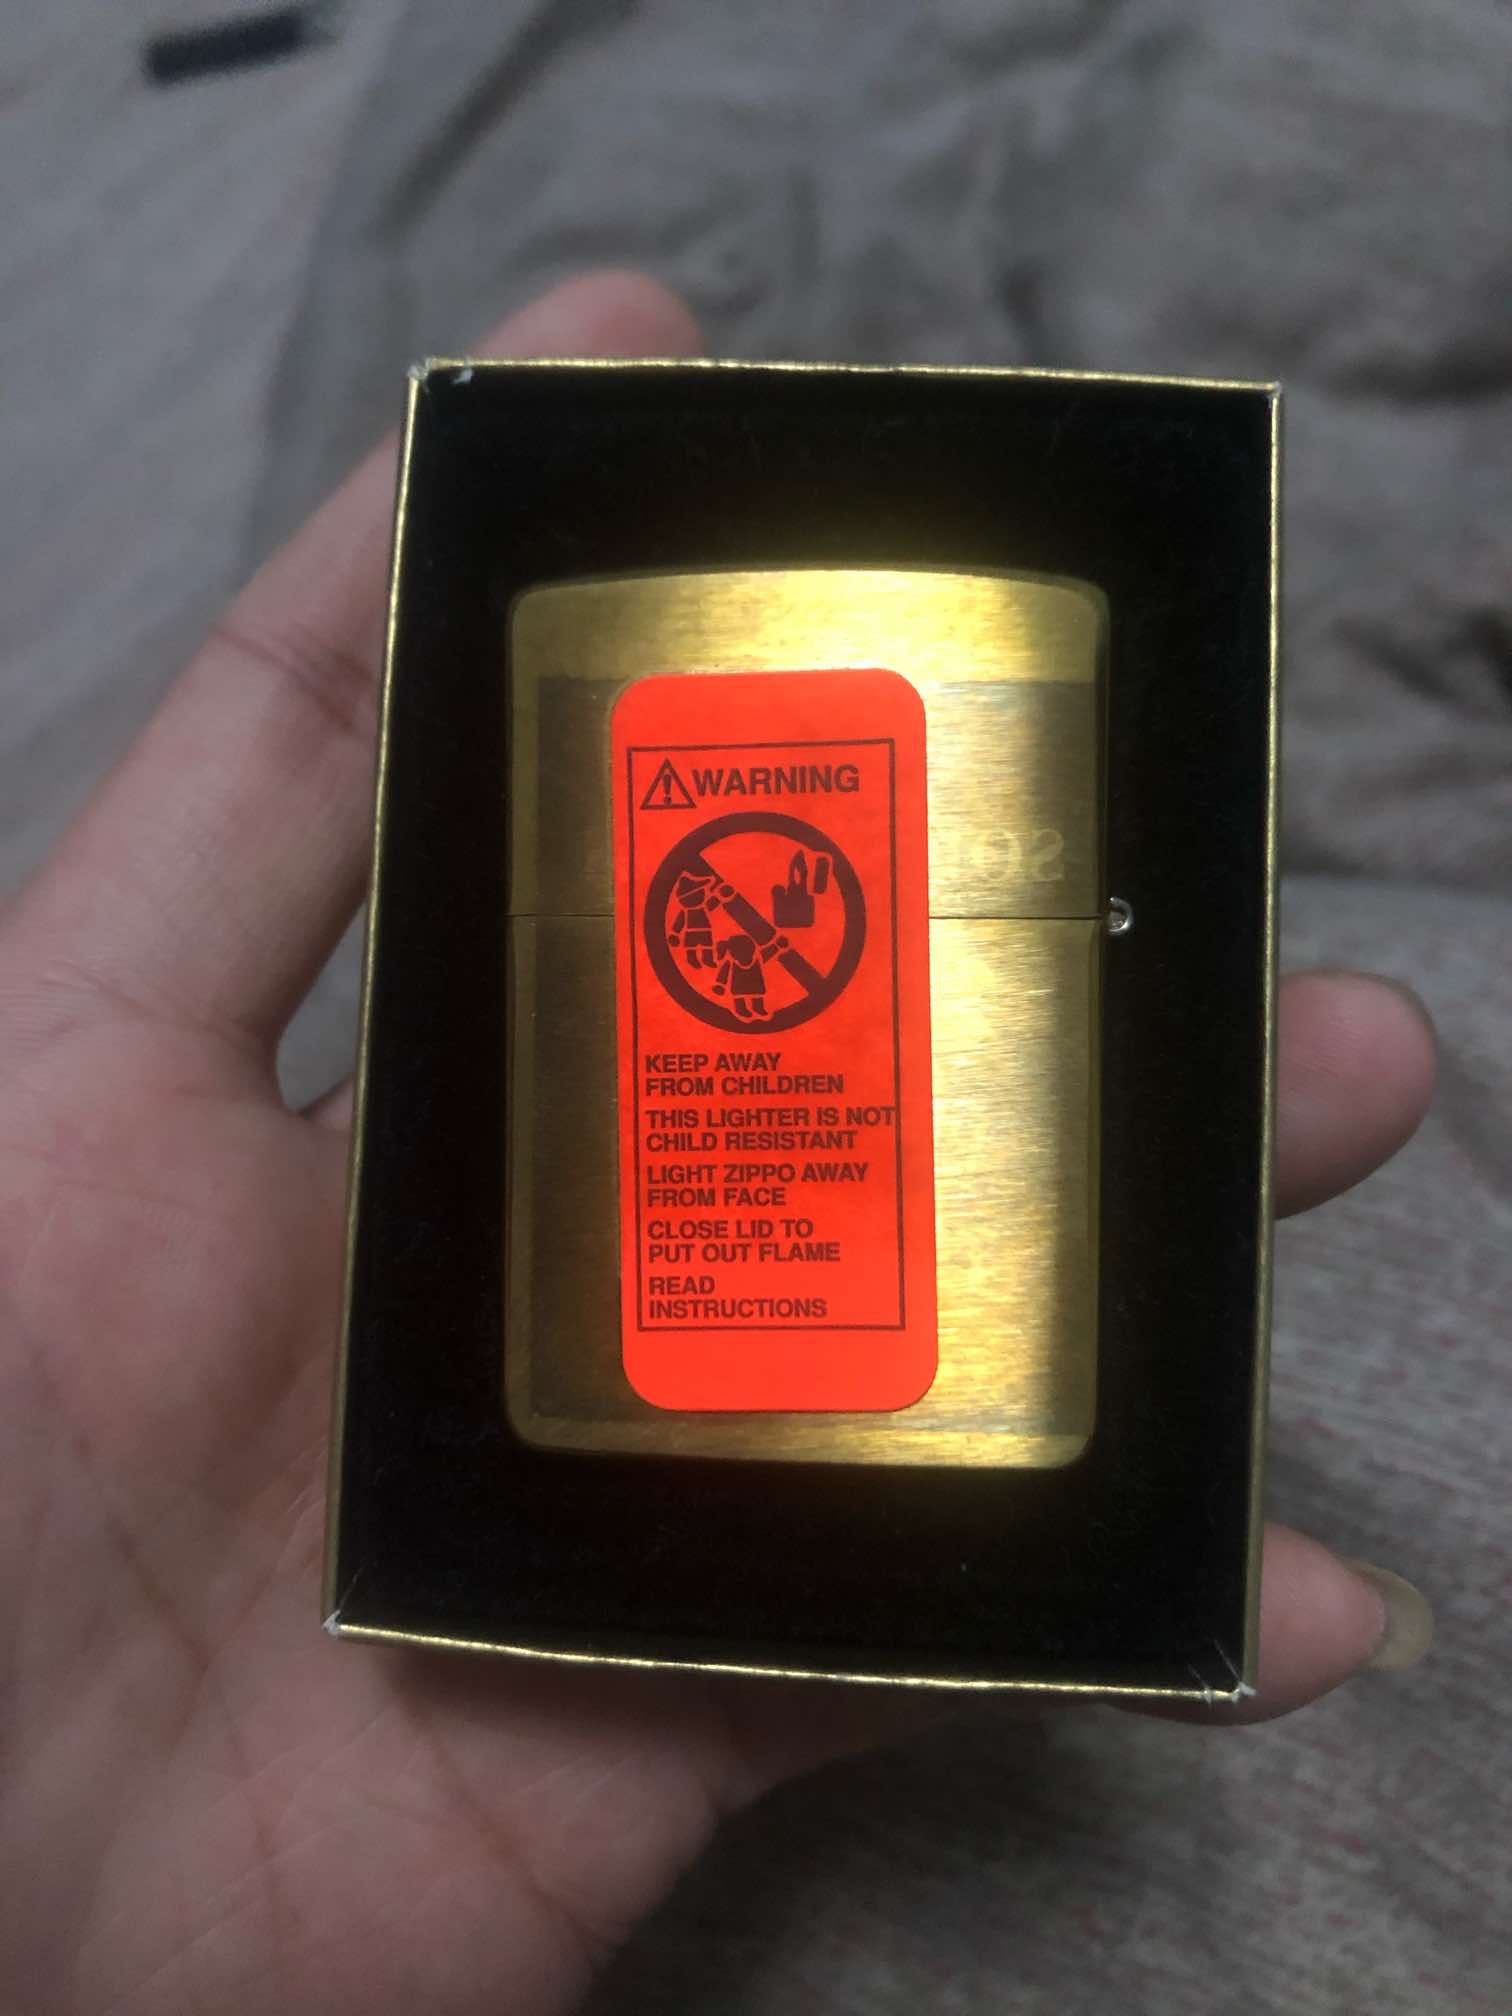 WARNING
KEEP AWAY
FROM CHILDREN
THIS LIGHTER IS NOT
CHILD RESISTANT
LIGHT ZIPPO AWAY
FROM FACE
CLOSE LID TO
PUT OUT FLAME
READ
INSTRUCTIONS